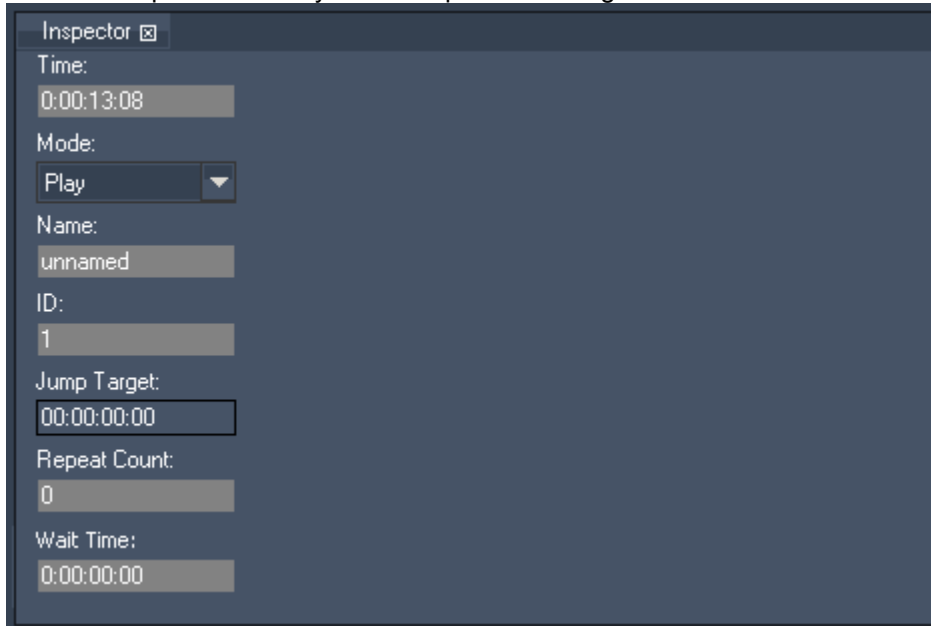 Inspector
Time:
0:00:13:08
Mode:
Play
Name:
unnamed
ID:
1
Jump Target:
00:00:00:00
Repeat Count:
0
Wait Time:
0:00:00:00